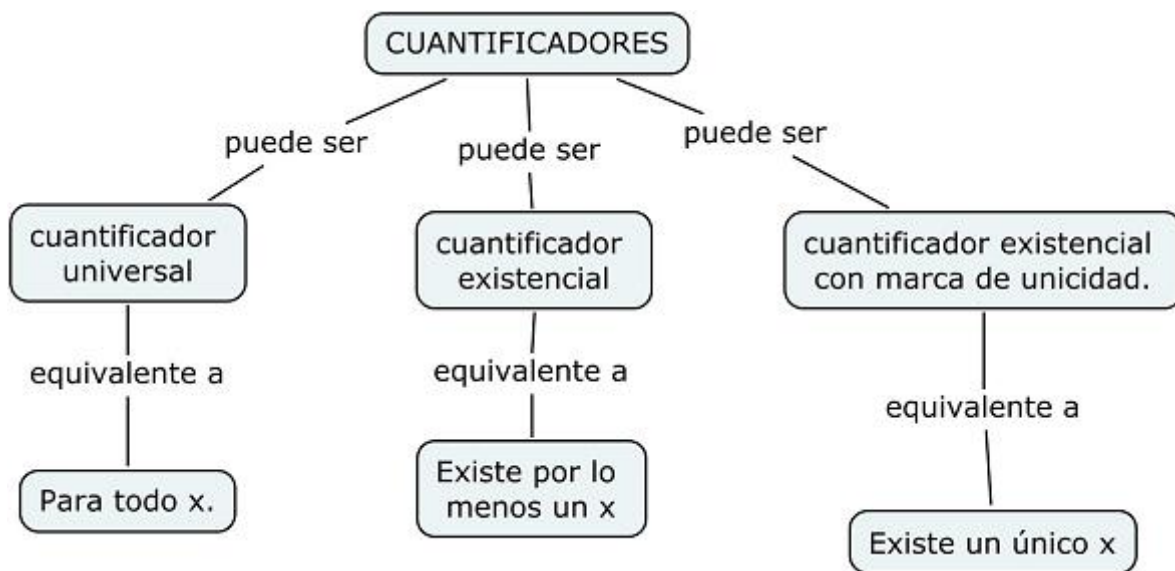 CUANTIFICADORES
puede ser
puede ser
puede ser
cuantificador
universal
cuantificador
existencial
cuantificador existencial
con marca de unicidad.
equivalente a
equivalente a
equivalente a
Para todo x.
Existe por lo
menos un x
Existe un único x